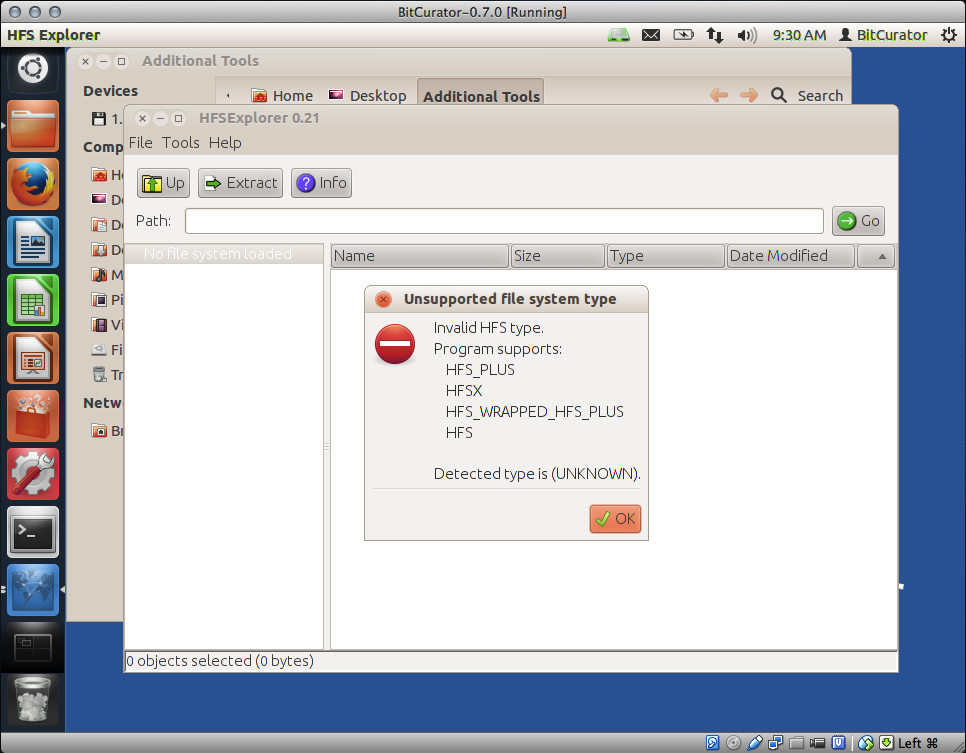 BitCurator-0.7.0 [Running]
HFS Explorer 9:30 AM BitCurator
Additional Tools
Devices
Home Desktop Additional Tools Search
1.
HFSExplorer 0.21
Comp
File Tools Help
Up Extract Info
Path: Go
No file system loaded
Name Size Type Date Modified
Unsupported file system type
Invalid HFS type.
Program supports:
HFS_PLUS
HFSX
HFS_WRAPPED_HFS_PLUS
HFS
Detected type is (UNKNOWN).
OK
Ho
De
Do
Do
M
Pi
Vi
Fi
Tr
Netw
Br
0 objects selected (0 bytes)
Left ⌘